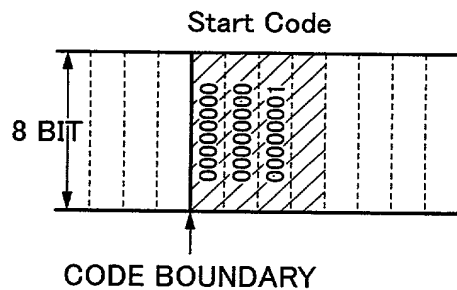 Start Code
8 BIT
00000000
00000000
00000001
CODE BOUNDARY